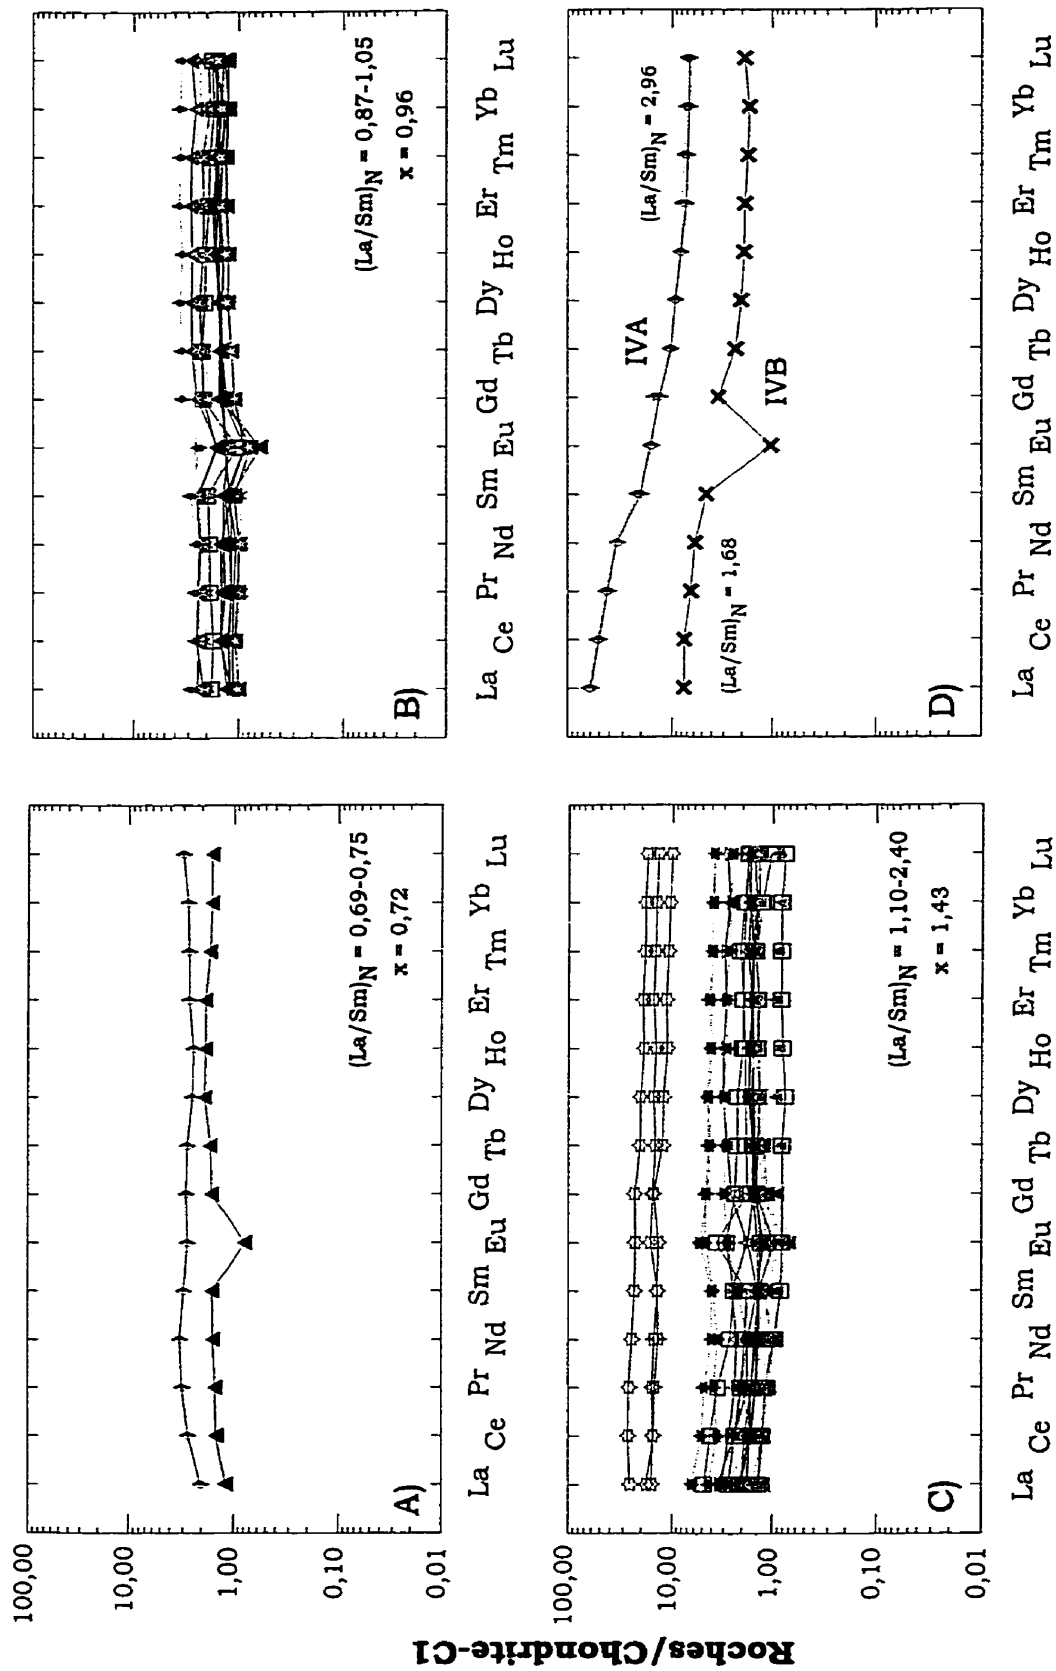 Roches/Chondrite-C1
100,00
10,00
1,00
0,10
0,01
A)
(La/Sm)N = 0,69-0,75
x = 0,72
La Ce Pr Nd Sm Eu Gd Tb Dy Ho Er Tm Yb Lu
B)
(La/Sm)N = 0,87-1,05
x = 0,96
La Ce Pr Nd Sm Eu Gd Tb Dy Ho Er Tm Yb Lu
100,00
10,00
1,00
0,10
0,01
C)
(La/Sm)N = 1,10-2,40
x = 1,43
La Ce Pr Nd Sm Eu Gd Tb Dy Ho Er Tm Yb Lu
D)
(La/Sm)N = 2,96
IVA
IVB
(La/Sm)N = 1,68
La Ce Pr Nd Sm Eu Gd Tb Dy Ho Er Tm Yb Lu